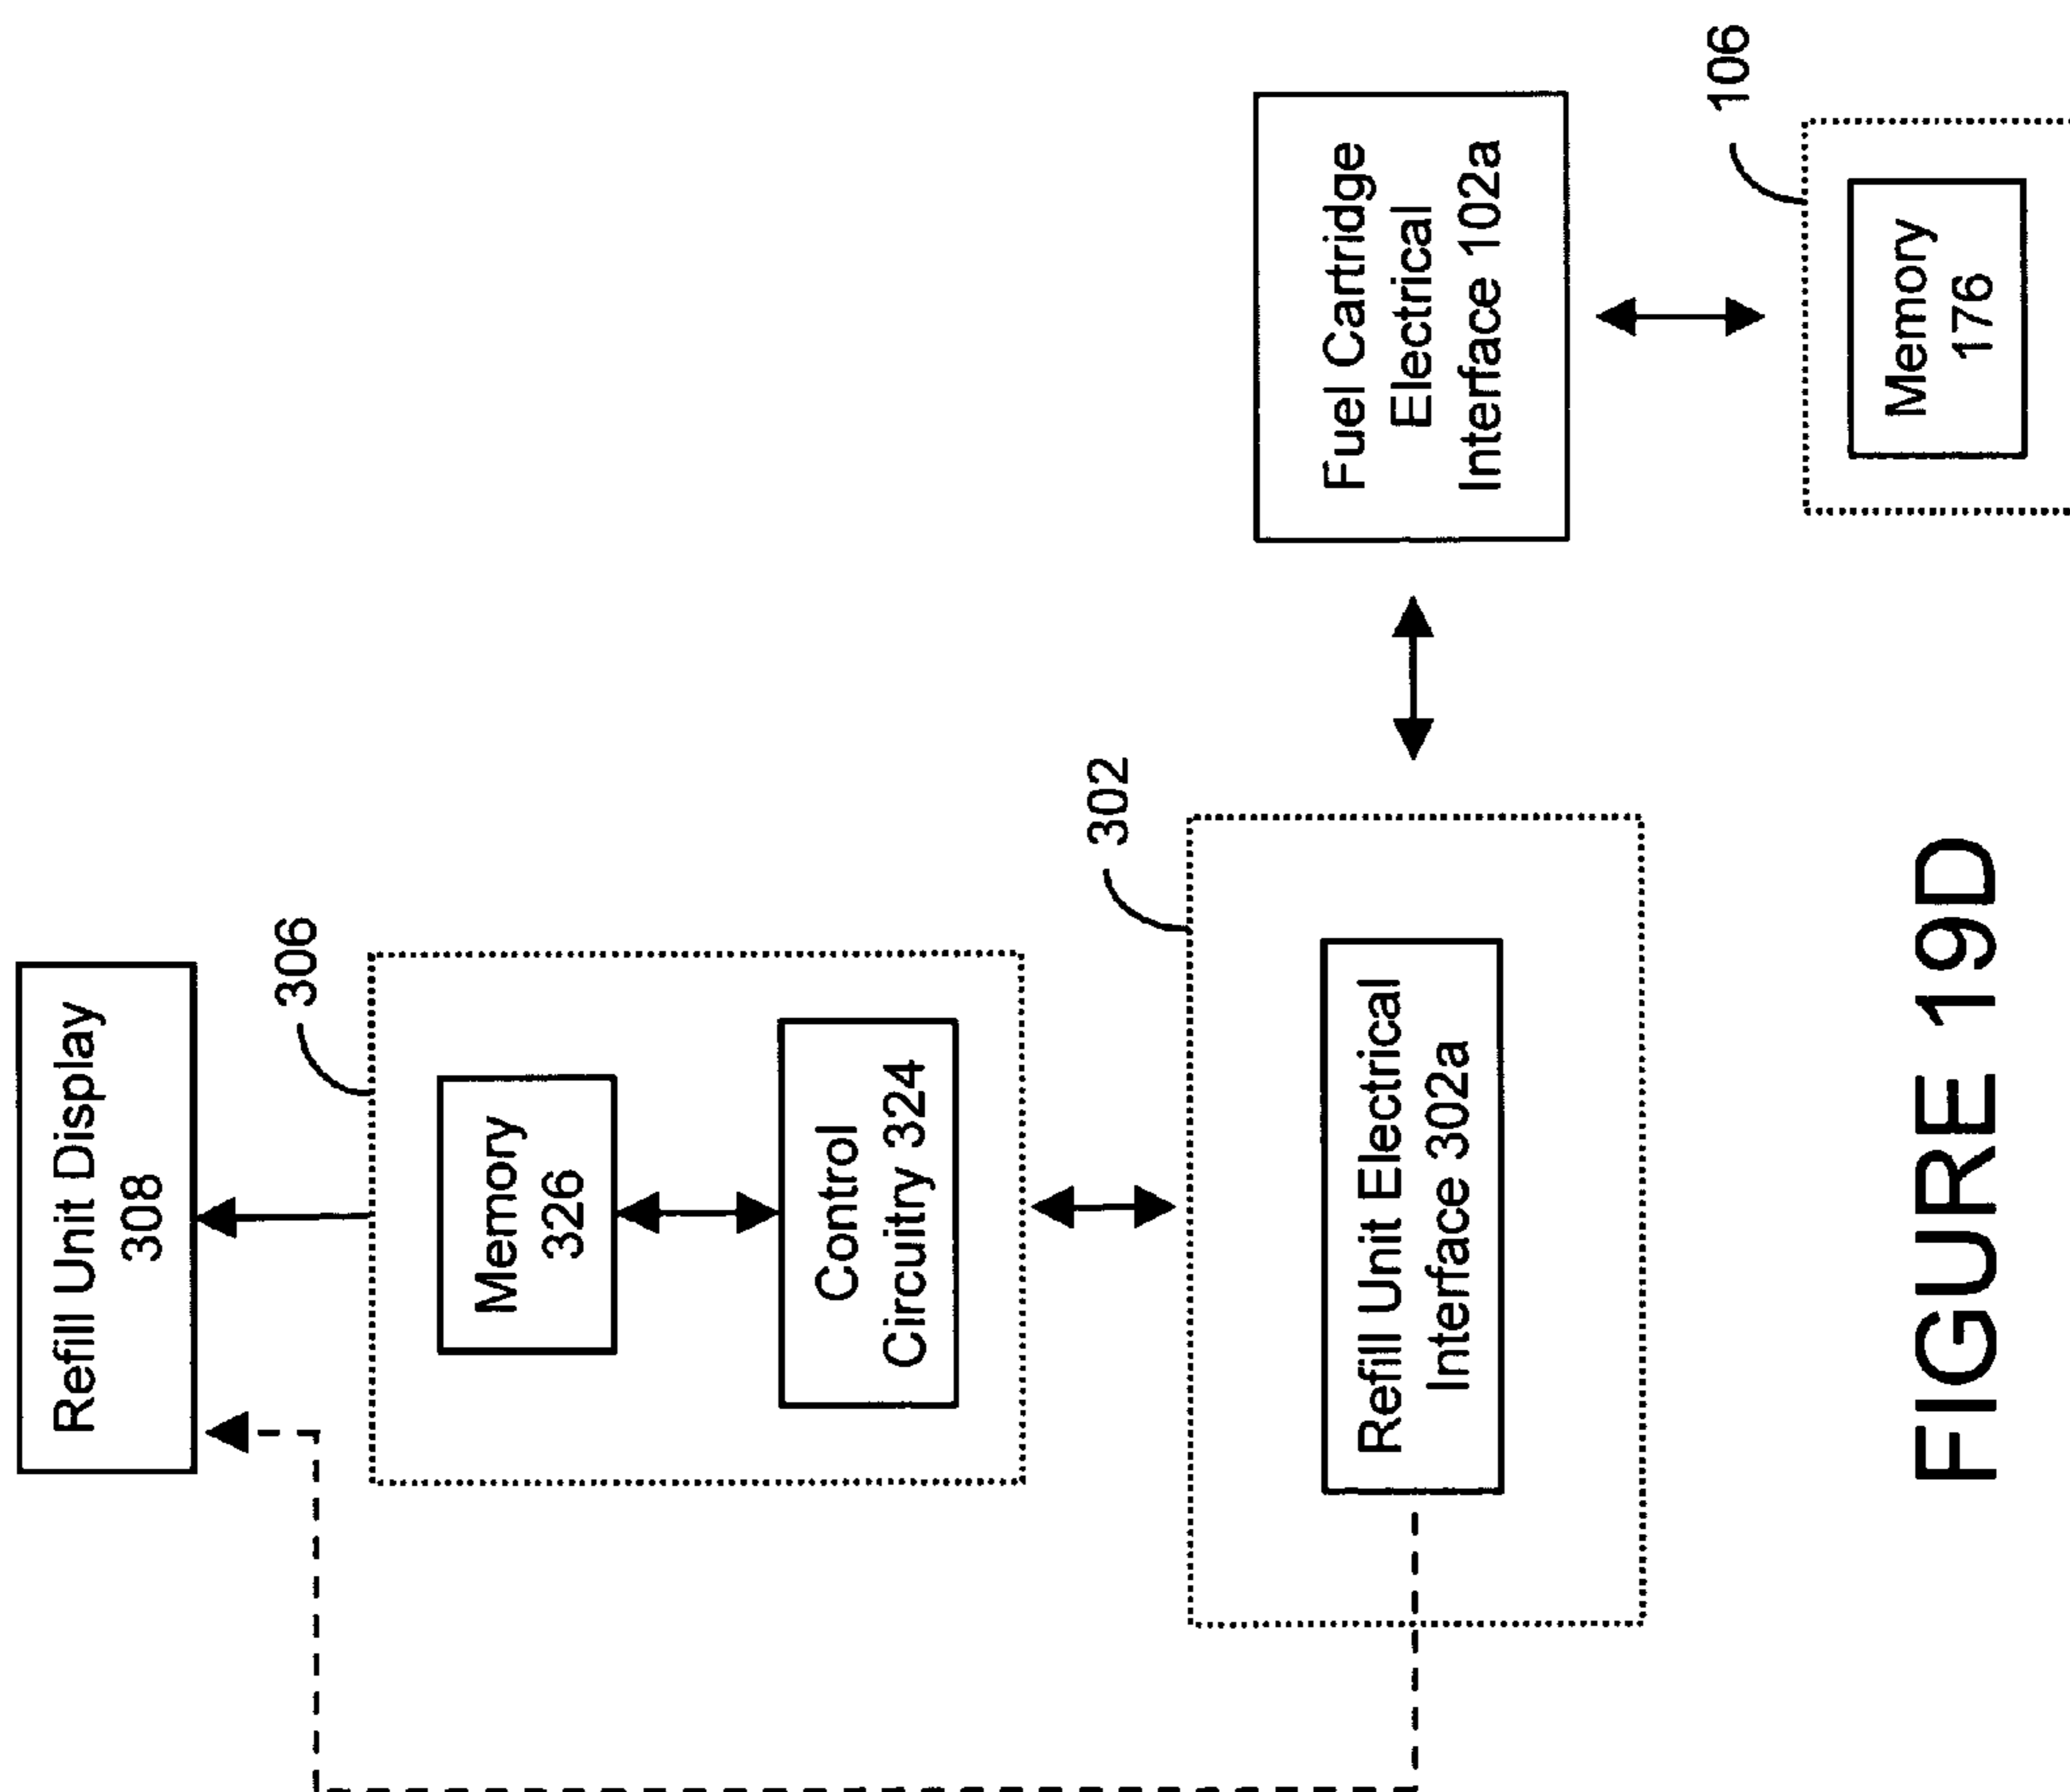 Refill Unit Display
308
306
Memory
326
Control
Circuitry 324
302
Refill Unit Electrical
Interface 302a
Fuel Cartridge
Electrical
Interface 102a
106
Memory
176
FIGURE 19D